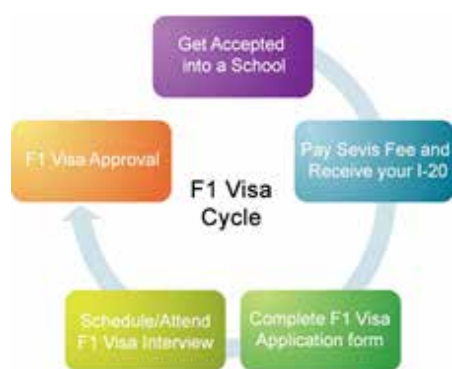 Get Accepted
into a School
Pay Sevis Fee and
Receive your I-20
Complete F1 Visa
Application form
Schedule/Attend
F1 Visa Interview
F1 Visa Approval
F1 Visa
Cycle